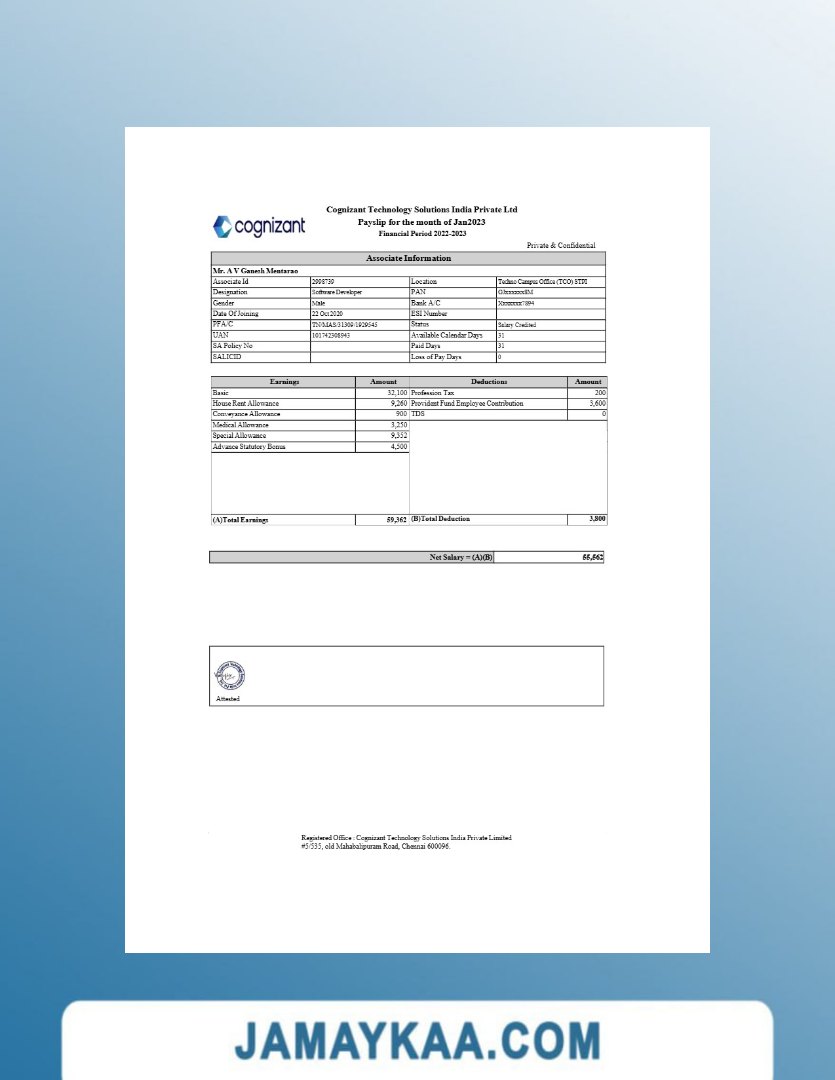 cognizant
Cognizant Technology Solutions India Private Ltd
Payslip for the month of Jan2023
Financial Period 2022-2023
Private & Confidential
Associate Information
Mr. A V Ganesh Mentarao
Associate Id 2998739 Location Techno Campus Office (TCO) STPI
Designation Software Developer PAN GJxxxxxx8M
Gender Male Bank A/C Xxxxxxx7894
Date Of Joining 22 Oct2020 ESI Number
PFA/C TN/MAS/31309/1929545 Status Salary Credited
UAN 101742308943 Available Calendar Days 31
SA Policy No Paid Days 31
SALICID Loss of Pay Days 0
Earnings Amount Deductions Amount
Basic 32,100 Profession Tax 200
House Rent Allowance 9,260 Provident Fund Employee Contribution 3,600
Conveyance Allowance 900 TDS 0
Medical Allowance 3,250
Special Allowance 9,352
Advance Statutory Bonus 4,500
(A)Total Earnings 59,362 (B)Total Deduction 3,800
Net Salary = (A)(B) 55,562
Attested
Registered Office : Cognizant Technology Solutions India Private Limited
#5/535, old Mahabalipuram Road, Chennai 600096.
JAMAYKAA.COM